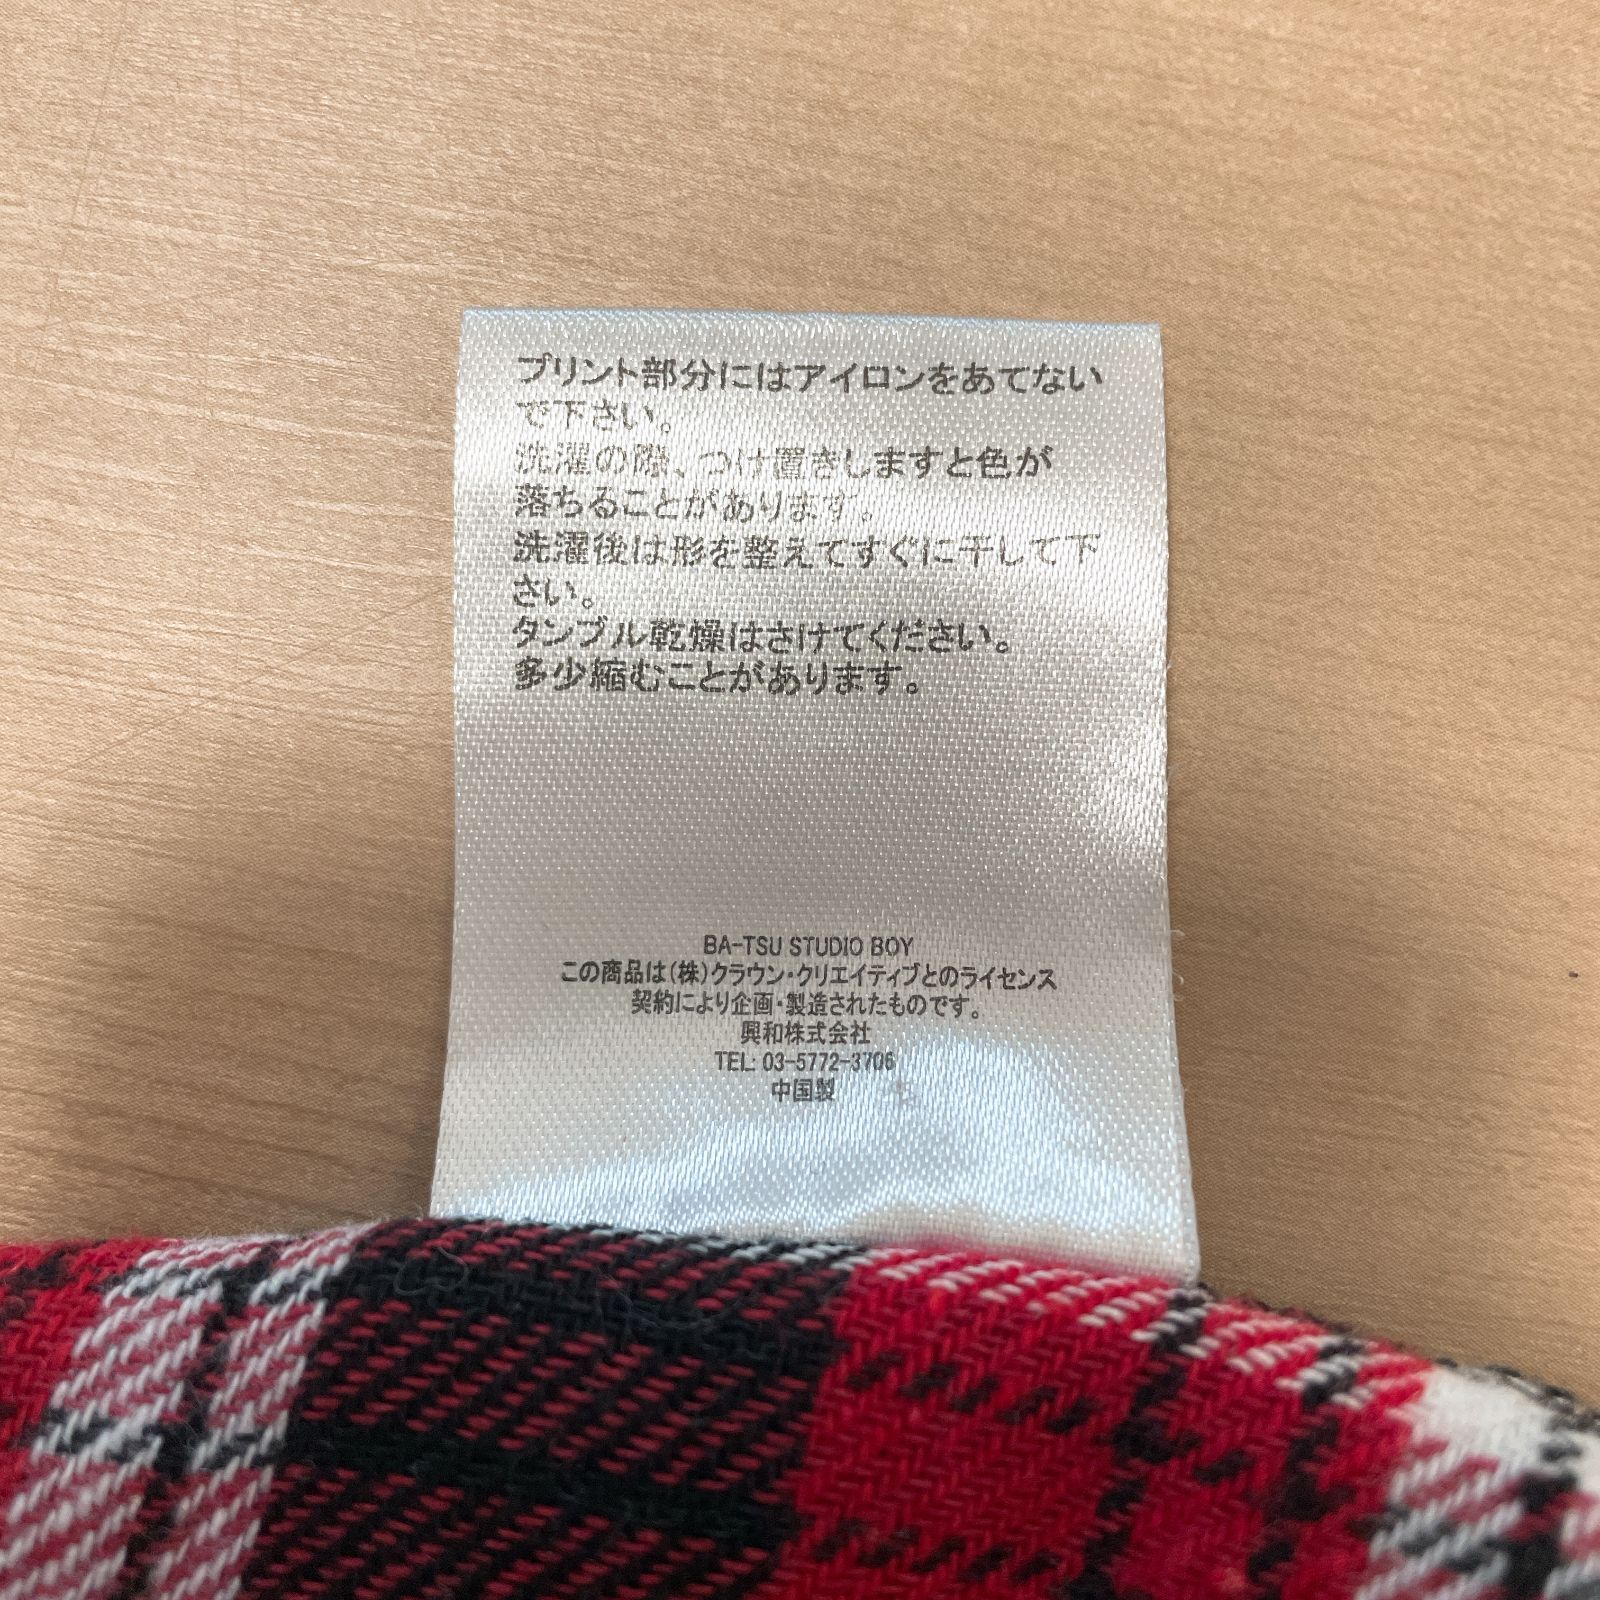 プリント部分にはアイロンをあてない
で下さい。
洗濯の際、つけ置きしますと色が
落ちることがあります。
洗濯後は形を整えてすぐに干して下
さい。
タンブル乾燥はさけてください。
多少縮むことがあります。
BA-TSU STUDIO BOY
この商品は(株)クラウン・クリエイティブとのライセンス
契約により企画・製造されたものです。
興和株式会社
TEL: 03-5772-3706
中国製